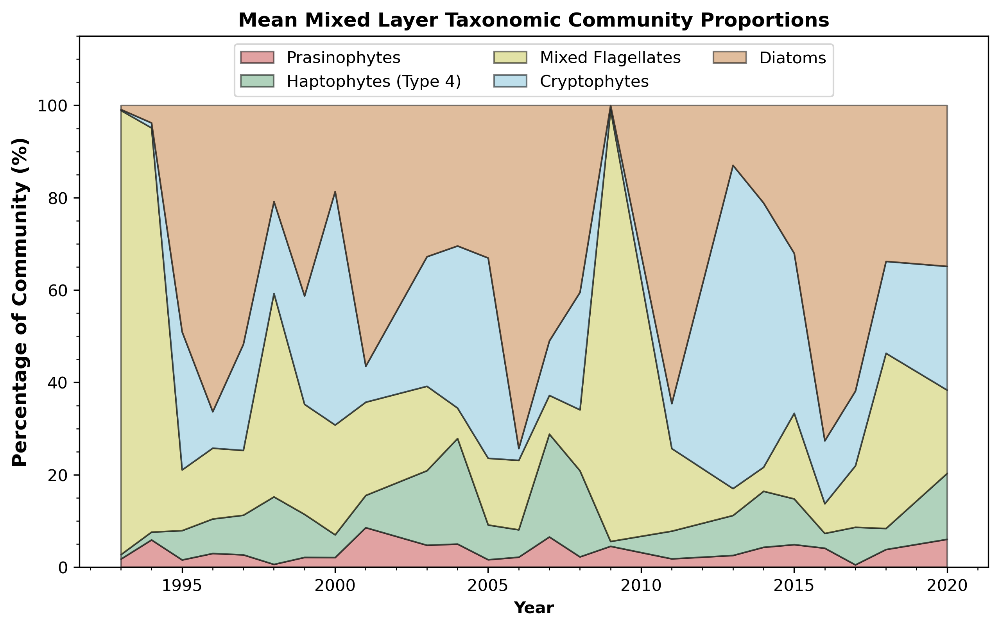 Mean Mixed Layer Taxonomic Community Proportions
Prasinophytes
Haptophytes (Type 4)
Mixed Flagellates
Cryptophytes
Diatoms
Percentage of Community (%)
100
80
60
40
20
0
1995 2000 2005 2010 2015 2020
Year